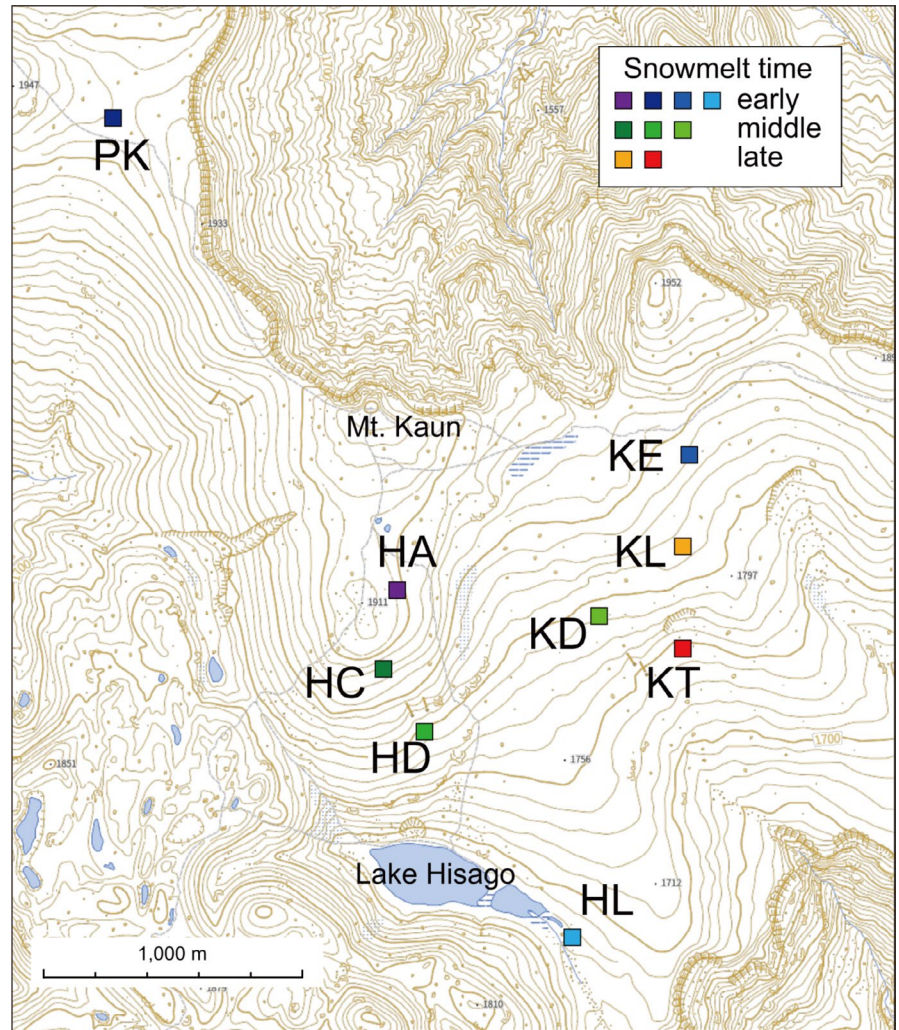 Snowmelt time
early
middle
late
1947
PK
1557
1933
1952
Mt. Kaun
KE
HA
KL
1797
1911
KD
HC
KT
HD
1700
1756
1851
Lake Hisago
1712
HL
1,000 m
1810